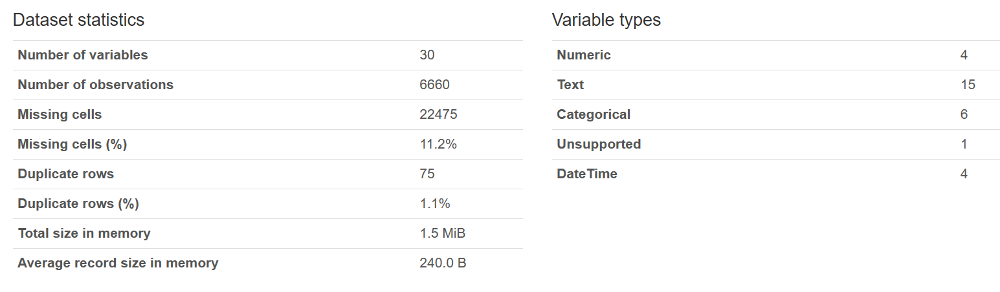 Dataset statistics
Number of variables 30
Number of observations 6660
Missing cells 22475
Missing cells (%) 11.2%
Duplicate rows 75
Duplicate rows (%) 1.1%
Total size in memory 1.5 MiB
Average record size in memory 240.0 B
Variable types
Numeric 4
Text 15
Categorical 6
Unsupported 1
DateTime 4